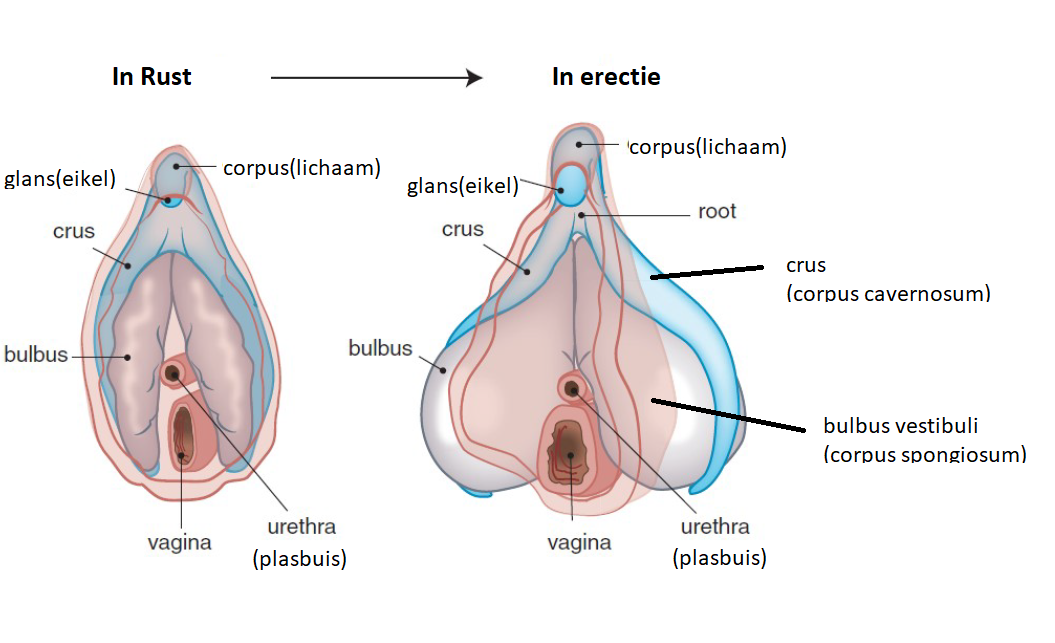 In Rust
In erectie
corpus(lichaam)
glans(eikel)
crus
bulbus
vagina
urethra
(plasbuis)
corpus(lichaam)
glans(eikel)
root
crus
crus
(corpus cavernosum)
bulbus
bulbus vestibuli
(corpus spongiosum)
vagina
urethra
(plasbuis)